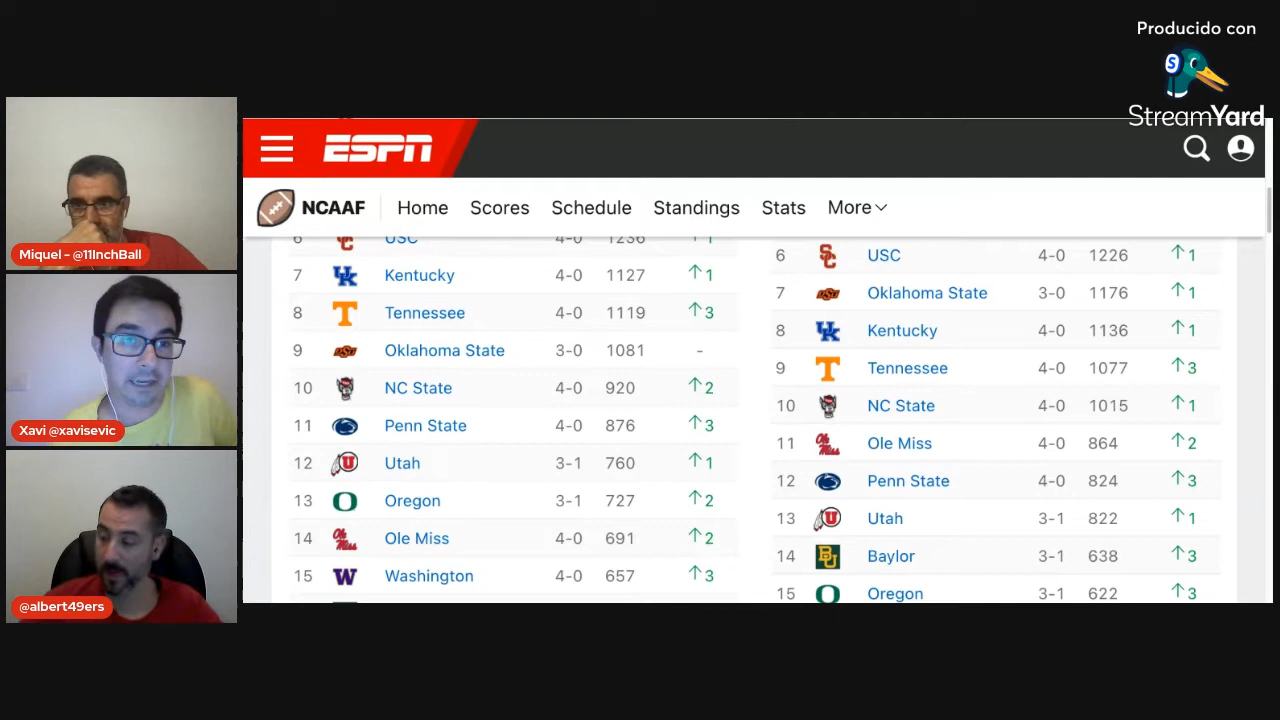 Producido con
StreamYard
ESPN
NCAAF Home Scores Schedule Standings Stats More
6 USC 4-0 1236 ↑1
7 Kentucky 4-0 1127 ↑1
8 Tennessee 4-0 1119 ↑3
9 Oklahoma State 3-0 1081 -
10 NC State 4-0 920 ↑2
11 Penn State 4-0 876 ↑3
12 Utah 3-1 760 ↑1
13 Oregon 3-1 727 ↑2
14 Ole Miss 4-0 691 ↑2
15 Washington 4-0 657 ↑3
6 USC 4-0 1226 ↑1
7 Oklahoma State 3-0 1176 ↑1
8 Kentucky 4-0 1136 ↑1
9 Tennessee 4-0 1077 ↑3
10 NC State 4-0 1015 ↑1
11 Ole Miss 4-0 864 ↑2
12 Penn State 4-0 824 ↑3
13 Utah 3-1 822 ↑1
14 Baylor 3-1 638 ↑3
15 Oregon 3-1 622 ↑3
Miquel - @11InchBall
Xavi @xavisevic
@albert49ers